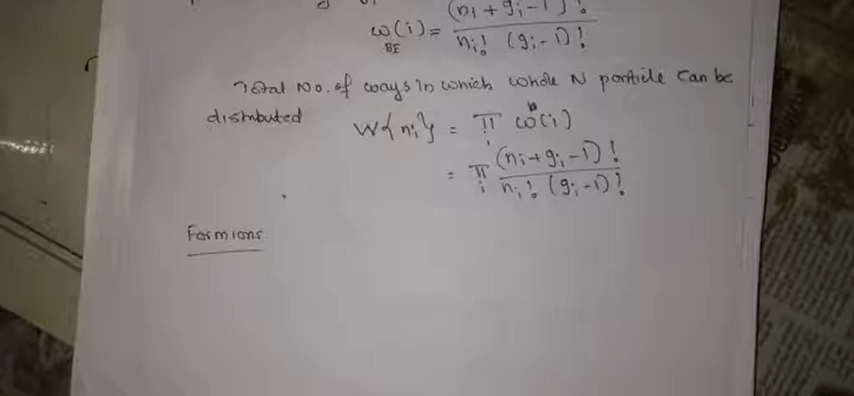 ω(i) = (ni + gi - 1)! / ni! (gi - 1)!
BE
Total No. of ways in which whole N particle can be
distributed W{ni} = π i ω(i)
= π i (ni + gi - 1)! / ni! (gi - 1)!
Fermions